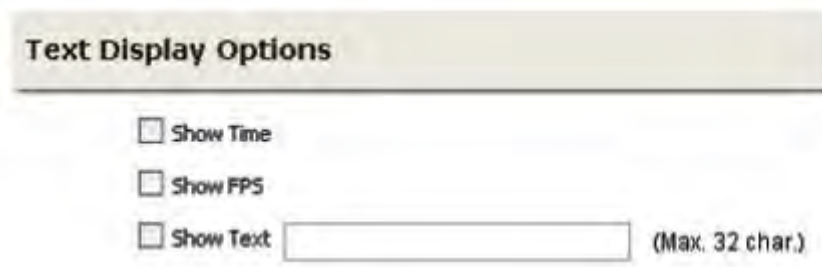 Text Display Options
Show Time
Show FPS
Show Text (Max. 32 char.)